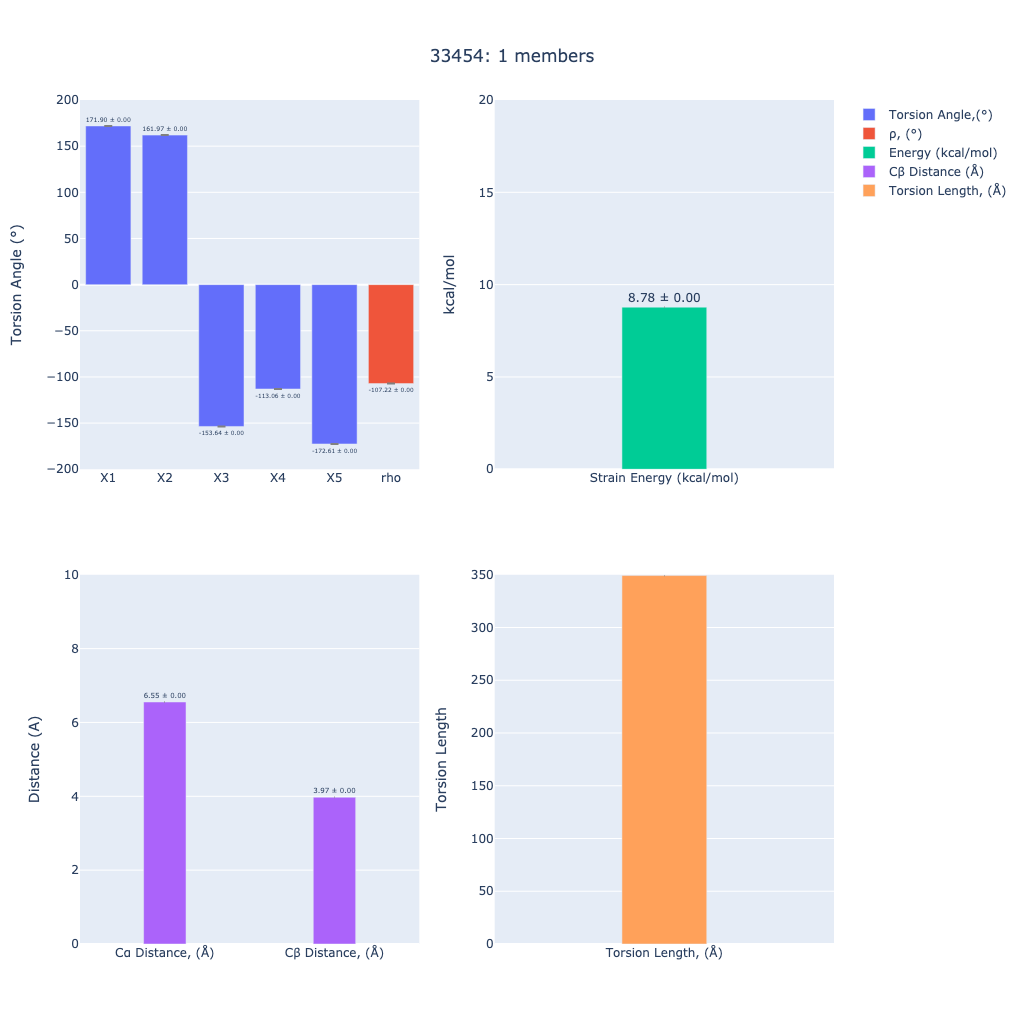 33454: 1 members
Torsion Angle (°)
200
150
100
50
0
−50
−100
−150
−200
171.90 ± 0.00
161.97 ± 0.00
-153.64 ± 0.00
-113.06 ± 0.00
-172.61 ± 0.00
-107.22 ± 0.00
X1 X2 X3 X4 X5 rho
kcal/mol
20
15
10
5
0
8.78 ± 0.00
Strain Energy (kcal/mol)
Torsion Angle,(°)
ρ, (°)
Energy (kcal/mol)
Cβ Distance (Å)
Torsion Length, (Å)
Distance (A)
10
8
6
4
2
0
6.55 ± 0.00
3.97 ± 0.00
Cα Distance, (Å) Cβ Distance, (Å)
Torsion Length
350
300
250
200
150
100
50
0
Torsion Length, (Å)